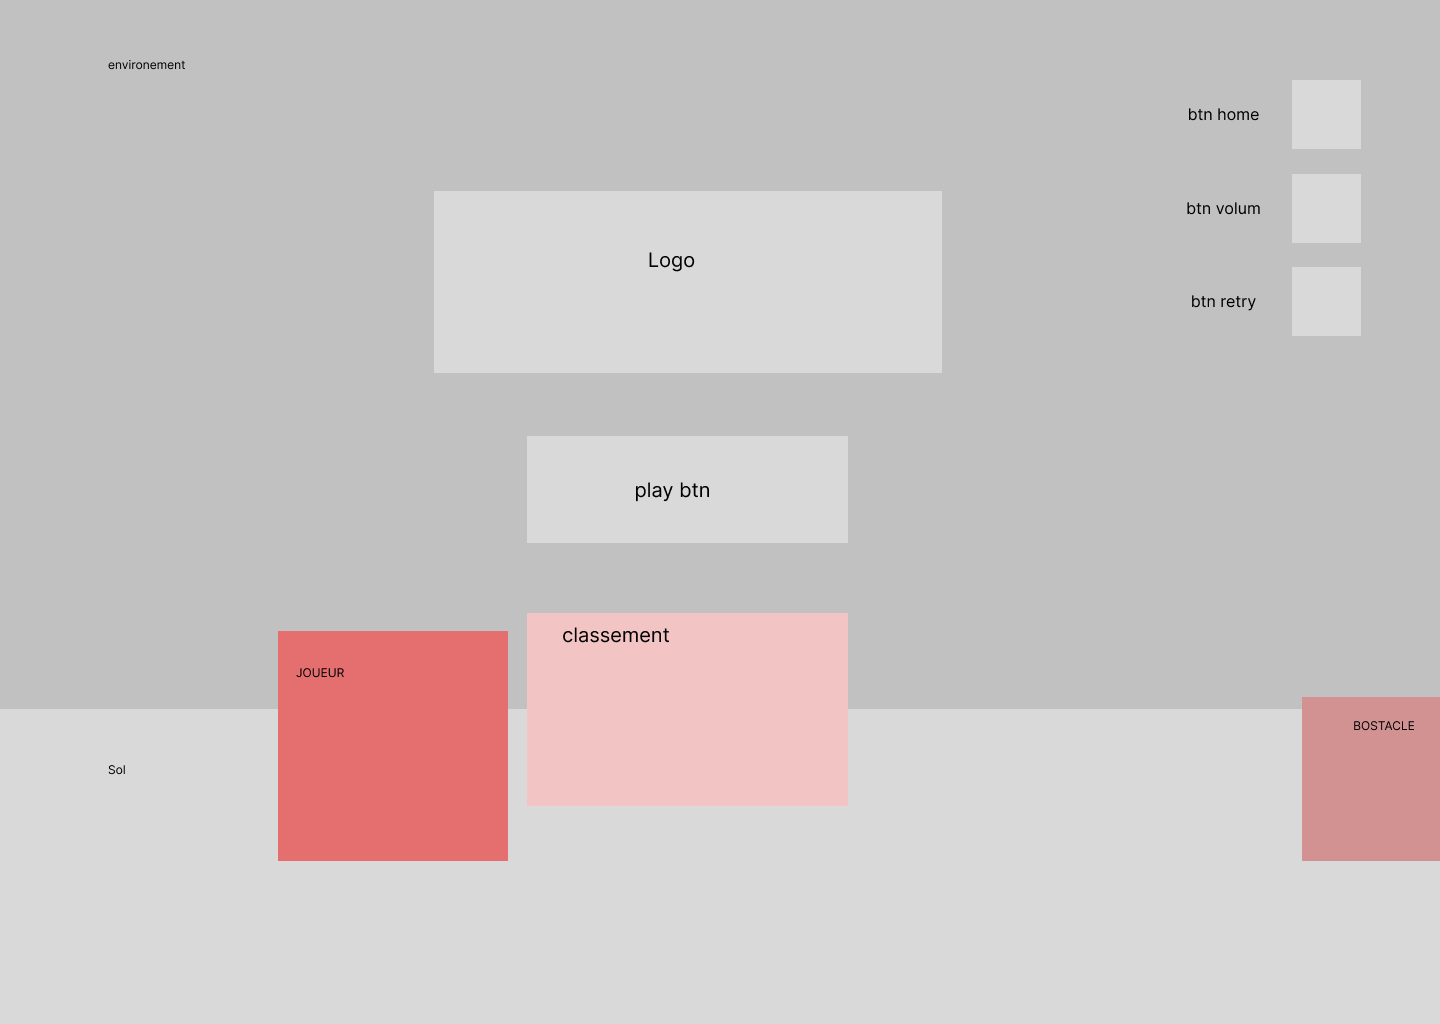 environement
btn home
btn volum
Logo
btn retry
play btn
classement
JOUEUR
BOSTACLE
Sol